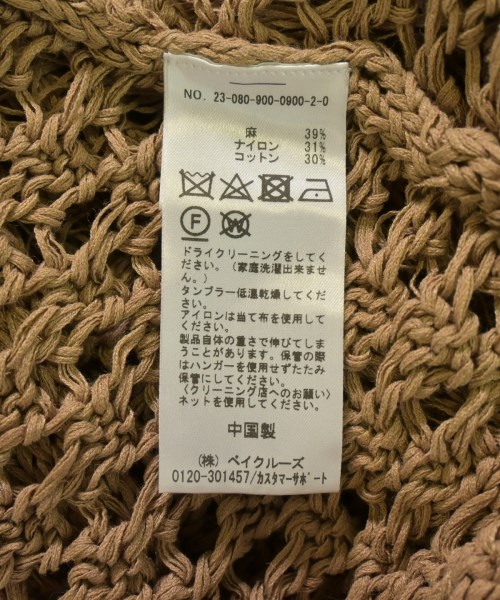 NO. 23-080-900-0900-2-0
麻 39%
ナイロン 31%
コットン 30%
F
W
ドライクリーニングをしてく
ださい。(家庭洗濯出来ませ
ん。)
タンブラー低温乾燥してくだ
さい。
アイロンは当て布を使用して
ください。
製品自体の重さで伸びてしま
うことがあります。保管の際
はハンガーを使用せずたたみ
保管にしてください。
〈クリーニング店へのお願い〉
ネットを使用してください。
中国製
(株) ベイクルーズ
0120-301457/カスタマーサポート